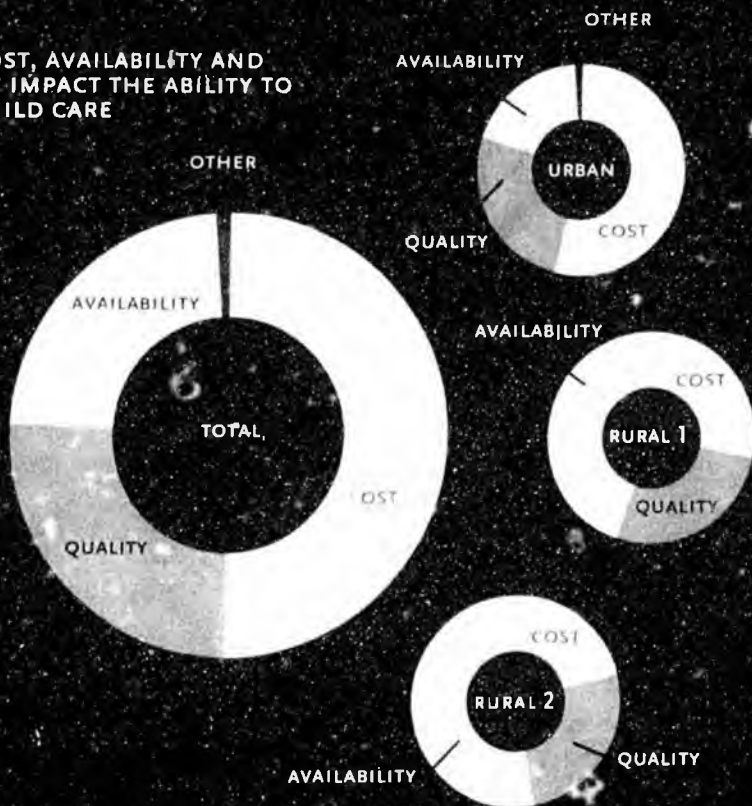 OST, AVAILABILITY AND
IMPACT THE ABILITY TO
ILD CARE
OTHER
AVAILABILITY
QUALITY
TOTAL,
OST
OTHER
AVAILABILITY
URBAN
QUALITY
COST
AVAILABILITY
COST
RURAL 1
QUALITY
COST
RURAL 2
QUALITY
AVAILABILITY